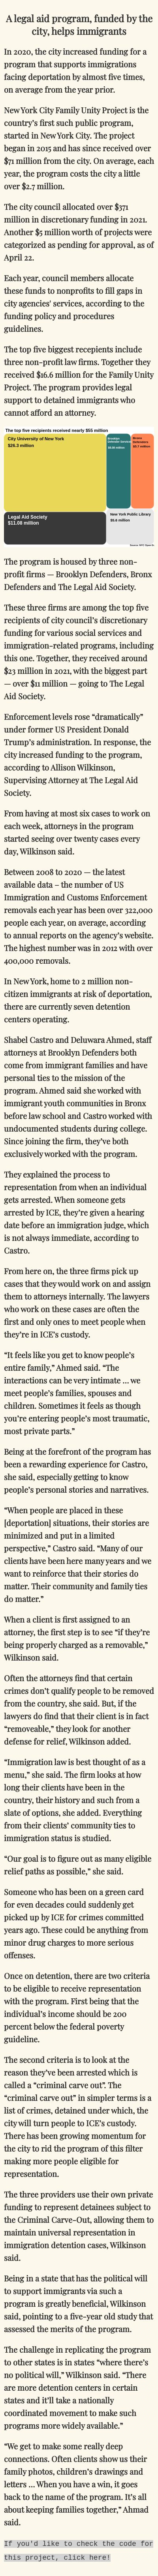 A legal aid program, funded by the
city, helps immigrants
In 2020, the city increased funding for a
program that supports immigrations
facing deportation by almost five times,
on average from the year prior.
New York City Family Unity Project is the
country's first such public program,
started in New York City. The project
began in 2015 and has since received over
$71 million from the city. On average, each
year, the program costs the city a little
over $2.7 million.
The city council allocated over $371
million in discretionary funding in 2021.
Another $5 million worth of projects were
categorized as pending for approval, as of
April 22.
Each year, council members allocate
these funds to nonprofits to fill gaps in
city agencies' services, according to the
funding policy and procedures
guidelines.
The top five biggest recepients include
three non-profit law firms. Together they
received $16.6 million for the Family Unity
Project. The program provides legal
support to detained immigrants who
cannot afford an attorney.
The top five recipients received nearly $55 million
City University of New York
$26.3 million
Brooklyn
Defender Services
Bronx
Defenders
Legal Aid Society
$11.08 million
New York Public Library
The program is housed by three non-
profit firms — Brooklyn Defenders, Bronx
Defenders and The Legal Aid Society.
These three firms are among the top five
recipients of city council's discretionary
funding for various social services and
immigration-related programs, including
this one. Together, they received around
$23 million in 2021, with the biggest part
— over $11 million — going to The Legal
Aid Society.
Enforcement levels rose “dramatically”
under former US President Donald
Trump's administration. In response, the
city increased funding to the program,
according to Allison Wilkinson,
Supervising Attorney at The Legal Aid
Society.
From having at most six cases to work on
each week, attorneys in the program
started seeing over twenty cases every
day, Wilkinson said.
Between 2008 to 2020 — the latest
available data – the number of US
Immigration and Customs Enforcement
removals each year has been over 322,000
people each year, on average, according
to annual reports on the agency's website.
The highest number was in 2012 with over
400,000 removals.
In New York, home to 2 million non-
citizen immigrants at risk of deportation,
there are currently seven detention
centers operating.
Shabel Castro and Deluwara Ahmed, staff
attorneys at Brooklyn Defenders both
come from immigrant families and have
personal ties to the mission of the
program. Ahmed said she worked with
immigrant youth communities in Bronx
before law school and Castro worked with
undocumented students during college.
Since joining the firm, they've both
exclusively worked with the program.
They explained the process to
representation from when an individual
gets arrested. When someone gets
arrested by ICE, they're given a hearing
date before an immigration judge, which
is not always immediate, according to
Castro.
From here on, the three firms pick up
cases that they would work on and assign
them to attorneys internally. The lawyers
who work on these cases are often the
first and only ones to meet people when
they're in ICE's custody.
“It feels like you get to know people's
entire family,” Ahmed said. “The
interactions can be very intimate ... we
meet people's families, spouses and
children. Sometimes it feels as though
you're entering people's most traumatic,
most private parts.”
Being at the forefront of the program has
been a rewarding experience for Castro,
she said, especially getting to know
people's personal stories and narratives.
“When people are placed in these
[deportation] situations, their stories are
minimized and put in a limited
perspective,” Castro said. “Many of our
clients have been here many years and we
want to reinforce that their stories do
matter. Their community and family ties
do matter.”
When a client is first assigned to an
attorney, the first step is to see “if they're
being properly charged as a removable,”
Wilkinson said.
Often the attorneys find that certain
crimes don't qualify people to be removed
from the country, she said. But, if the
lawyers do find that their client is in fact
“removeable,” they look for another
defense for relief, Wilkinson added.
“Immigration law is best thought of as a
menu,” she said. The firm looks at how
long their clients have been in the
country, their history and such from a
slate of options, she added. Everything
from their clients' community ties to
immigration status is studied.
“Our goal is to figure out as many eligible
relief paths as possible,” she said.
Someone who has been on a green card
for even decades could suddenly get
picked up by ICE for crimes committed
years ago. These could be anything from
minor drug charges to more serious
offenses.
Once on detention, there are two criteria
to be eligible to receive representation
with the program. First being that the
individual's income should be 200
percent below the federal poverty
guideline.
The second criteria is to look at the
reason they've been arrested which is
called a “criminal carve out”. The
“criminal carve out” in simpler terms is a
list of crimes, detained under which, the
city will turn people to ICE's custody.
There has been growing momentum for
the city to rid the program of this filter
making more people eligible for
representation.
The three providers use their own private
funding to represent detainees subject to
the Criminal Carve-Out, allowing them to
maintain universal representation in
immigration detention cases, Wilkinson
said.
Being in a state that has the political will
to support immigrants via such a
program is greatly beneficial, Wilkinson
said, pointing to a five-year old study that
assessed the merits of the program.
The challenge in replicating the program
to other states is in states “where there's
no political will,” Wilkinson said. “There
are more detention centers in certain
states and it'll take a nationally
coordinated movement to make such
programs more widely available.”
“We get to make some really deep
connections. Often clients show us their
family photos, children's drawings and
letters ... When you have a win, it goes
back to the name of the program. It's all
about keeping families together,” Ahmad
said.
If you'd like to check the code for
this project, click here!